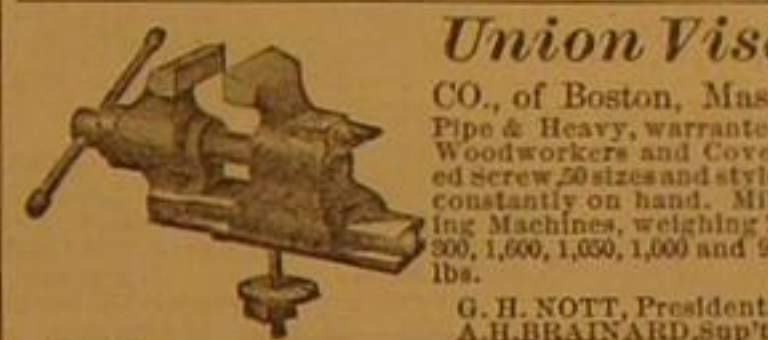 Union Vis
CO., of Boston, Mas
Pipe & Heavy, warrante
Woodworkers and Cove
ed Screw, 50 sizes and styl
constantly on hand. Mi
ing Machines, weighing
300, 1,600, 1,050, 1,000 and 9
lbs.
G. H. NOTT, President
A.H.BRAINARD, Sup't